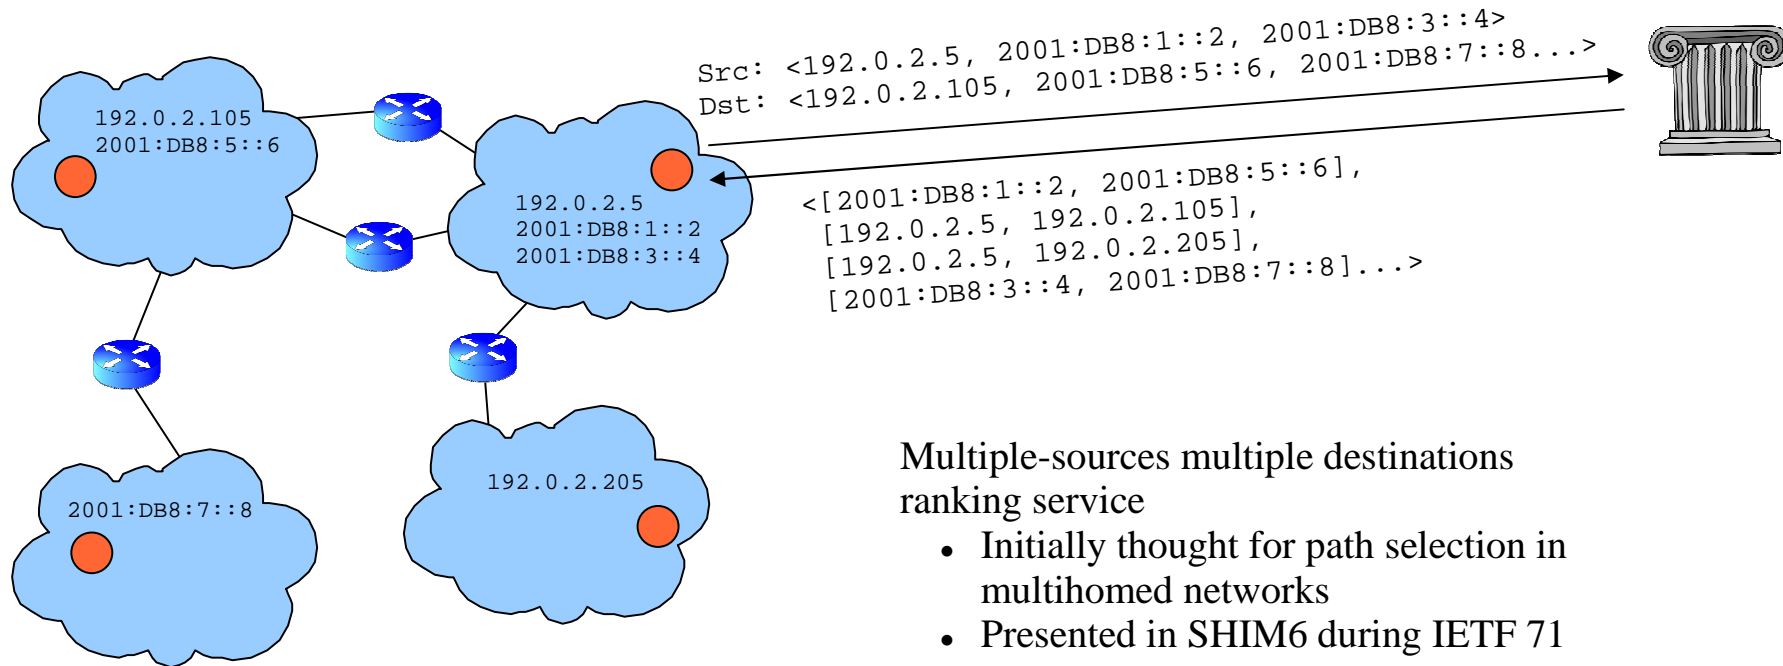 Src: <192.0.2.5, 2001:DB8:1::2, 2001:DB8:3::4>
Dst: <192.0.2.105, 2001:DB8:5::6, 2001:DB8:7::8...>
192.0.2.105
2001:DB8:5::6
192.0.2.5
2001:DB8:1::2
2001:DB8:3::4
<[2001:DB8:1::2, 2001:DB8:5::6],
[192.0.2.5, 192.0.2.105],
[192.0.2.5, 192.0.2.205],
[2001:DB8:3::4, 2001:DB8:7::8]...>
2001:DB8:7::8
192.0.2.205
Multiple-sources multiple destinations
ranking service
• Initially thought for path selection in
multihomed networks
• Presented in SHIM6 during IETF 71